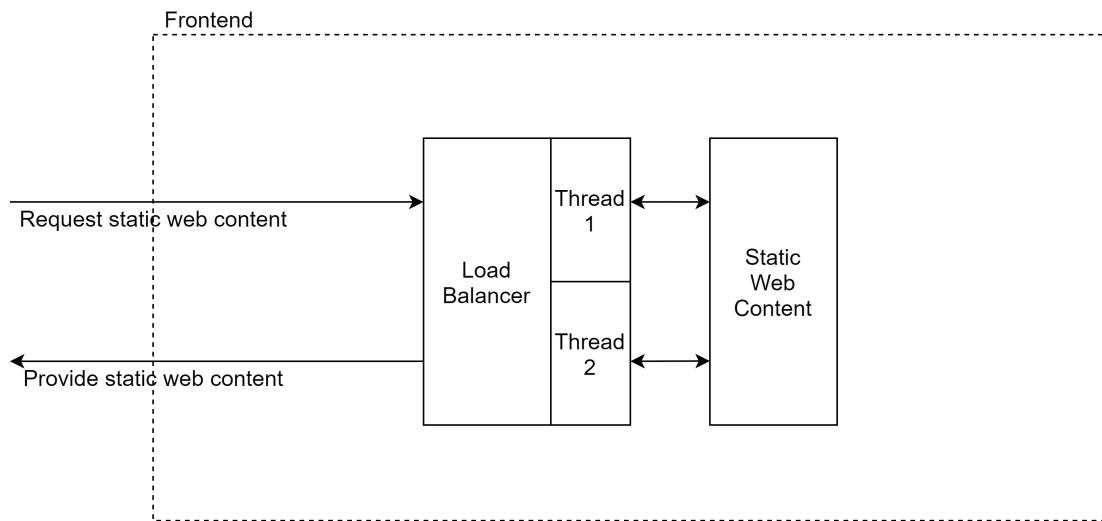 Frontend
Request static web content
Provide static web content
Load
Balancer
Thread
1
Thread
2
Static
Web
Content